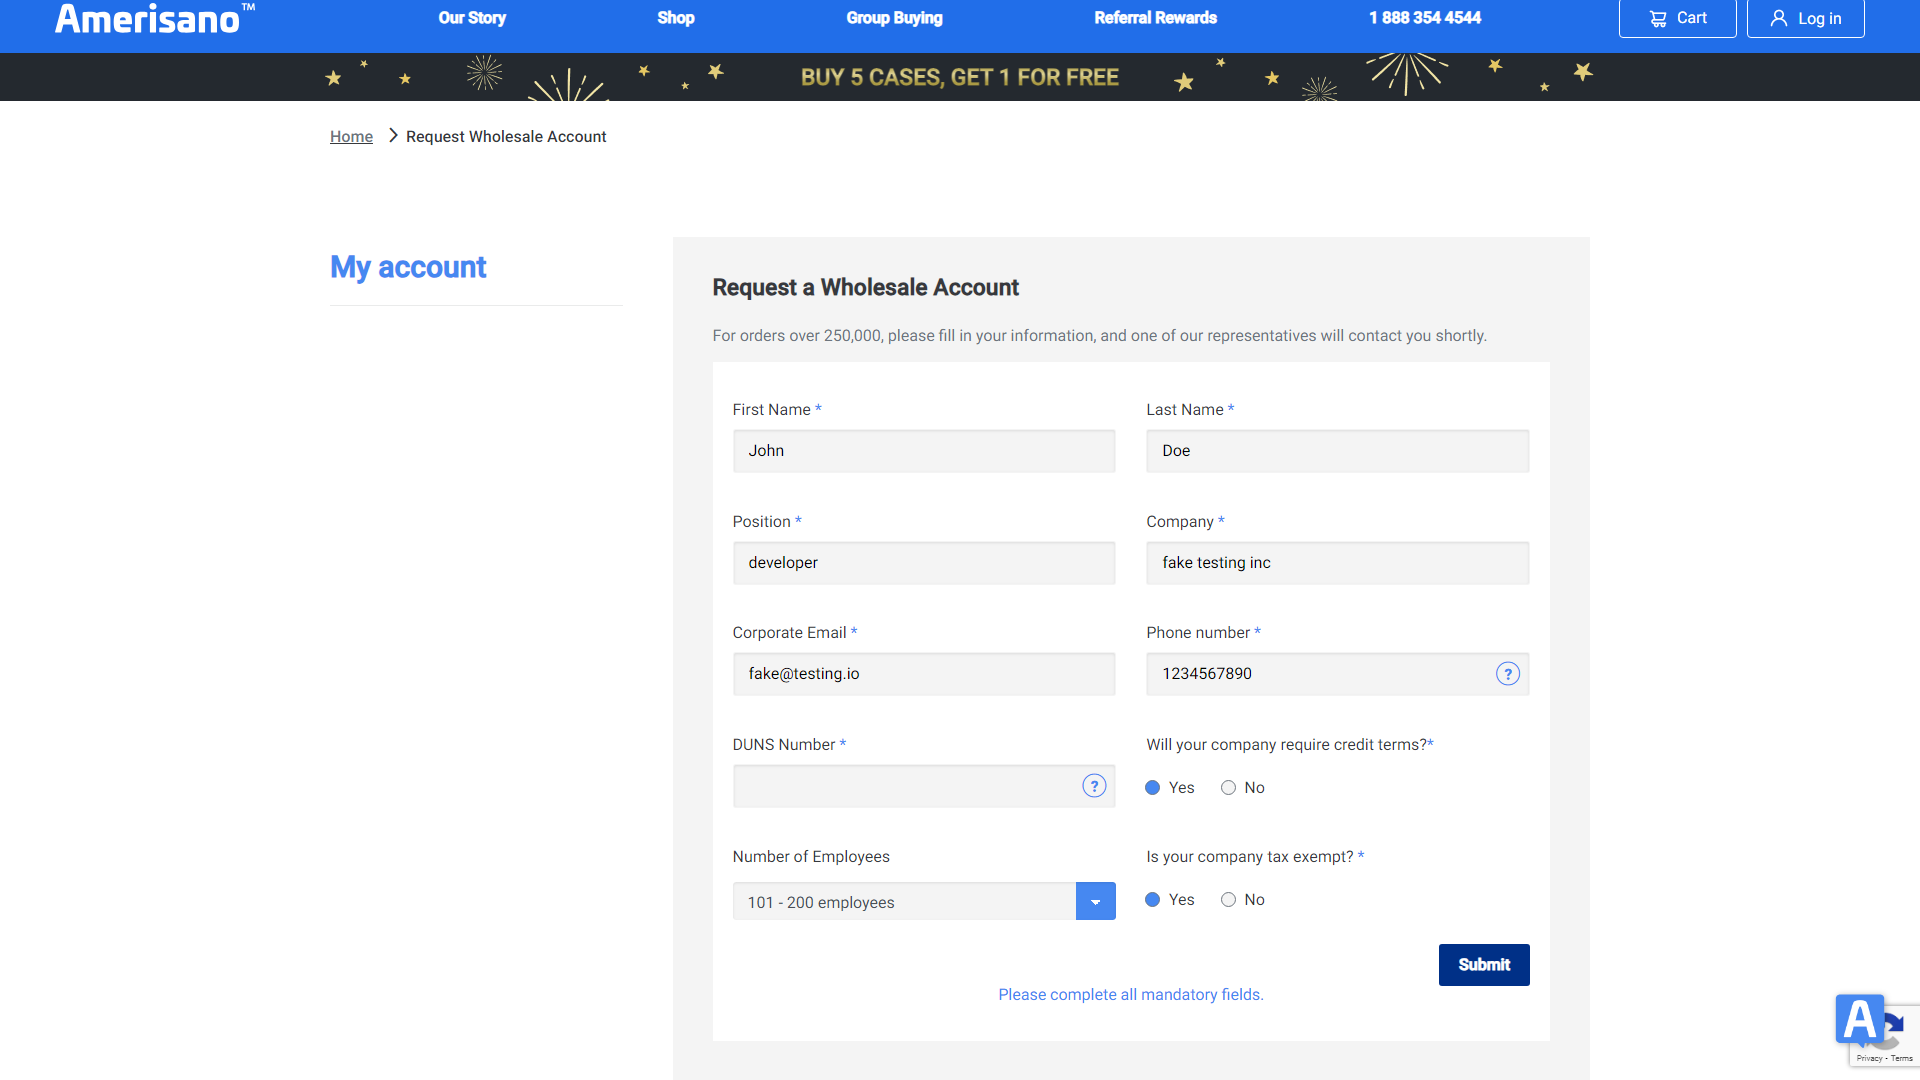 Amerisano™
Our Story
Shop
Group Buying
Referral Rewards
1 888 354 4544
Cart
Log in
BUY 5 CASES, GET 1 FOR FREE
Home
Request Wholesale Account
My account
Request a Wholesale Account
For orders over 250,000, please fill in your information, and one of our representatives will contact you shortly.
First Name *
Last Name *
John
Doe
Position *
Company *
developer
fake testing inc
Corporate Email *
Phone number *
fake@testing.io
1234567890
?
DUNS Number *
Will your company require credit terms?*
?
Yes
No
Number of Employees
Is your company tax exempt? *
101 - 200 employees
Yes
No
Submit
Please complete all mandatory fields.
A
Privacy - Terms